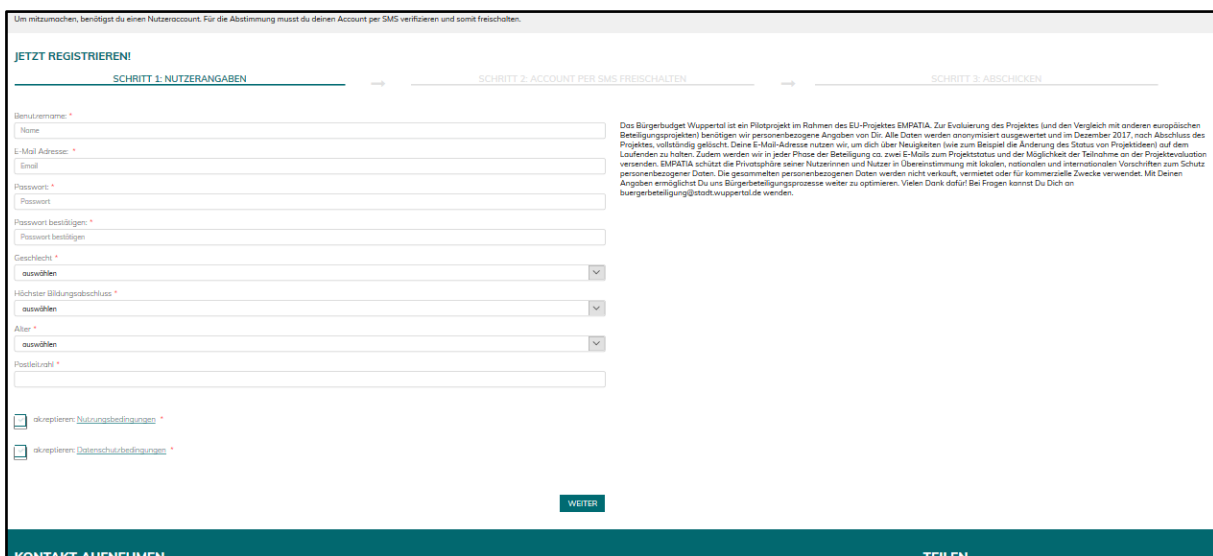 Um mitzumachen, benötigst du einen Nutzeraccount. Für die Abstimmung musst du deinen Account per SMS verifizieren und somit freischalten.
JETZT REGISTRIEREN!
SCHRITT 1: NUTZERANGABEN → SCHRITT 2: ACCOUNT PER SMS FREISCHALTEN → SCHRITT 3: ABSCHICKEN
Benutzername: *
Name
E-Mail Adresse: *
Email
Passwort: *
Passwort
Passwort bestätigen: *
Passwort bestätigen
Geschlecht *
auswählen
Höchster Bildungsabschluss *
auswählen
Alter *
auswählen
Postleitzahl *
akzeptieren: Nutzungsbedingungen *
akzeptieren: Datenschutzbedingungen *
WEITER
Das Bürgerbudget Wuppertal ist ein Pilotprojekt im Rahmen des EU-Projektes EMPATIA. Zur Evaluierung des Projektes (und den Vergleich mit anderen europäischen
Beteiligungsprojekten) benötigen wir personenbezogene Angaben von Dir. Alle Daten werden anonymisiert ausgewertet und im Dezember 2017, nach Abschluss des
Projektes, vollständig gelöscht. Deine E-Mail-Adresse nutzen wir, um dich über Neuigkeiten (wie zum Beispiel die Änderung des Status von Projektideen) auf dem
Laufenden zu halten. Zudem werden wir in jeder Phase der Beteiligung ca. zwei E-Mails zum Projektstatus und der Möglichkeit der Teilnahme an der Projektevaluation
versenden. EMPATIA schützt die Privatsphäre seiner Nutzerinnen und Nutzer in Übereinstimmung mit lokalen, nationalen und internationalen Vorschriften zum Schutz
personenbezogener Daten. Die gesammelten personenbezogenen Daten werden nicht verkauft, vermietet oder für kommerzielle Zwecke verwendet. Mit Deinen
Angaben ermöglichst Du uns Bürgerbeteiligungsprozesse weiter zu optimieren. Vielen Dank dafür! Bei Fragen kannst Du Dich an
buergerbeteiligung@stadt.wuppertal.de wenden.
KONTAKT AUFNEHMEN
TEILEN